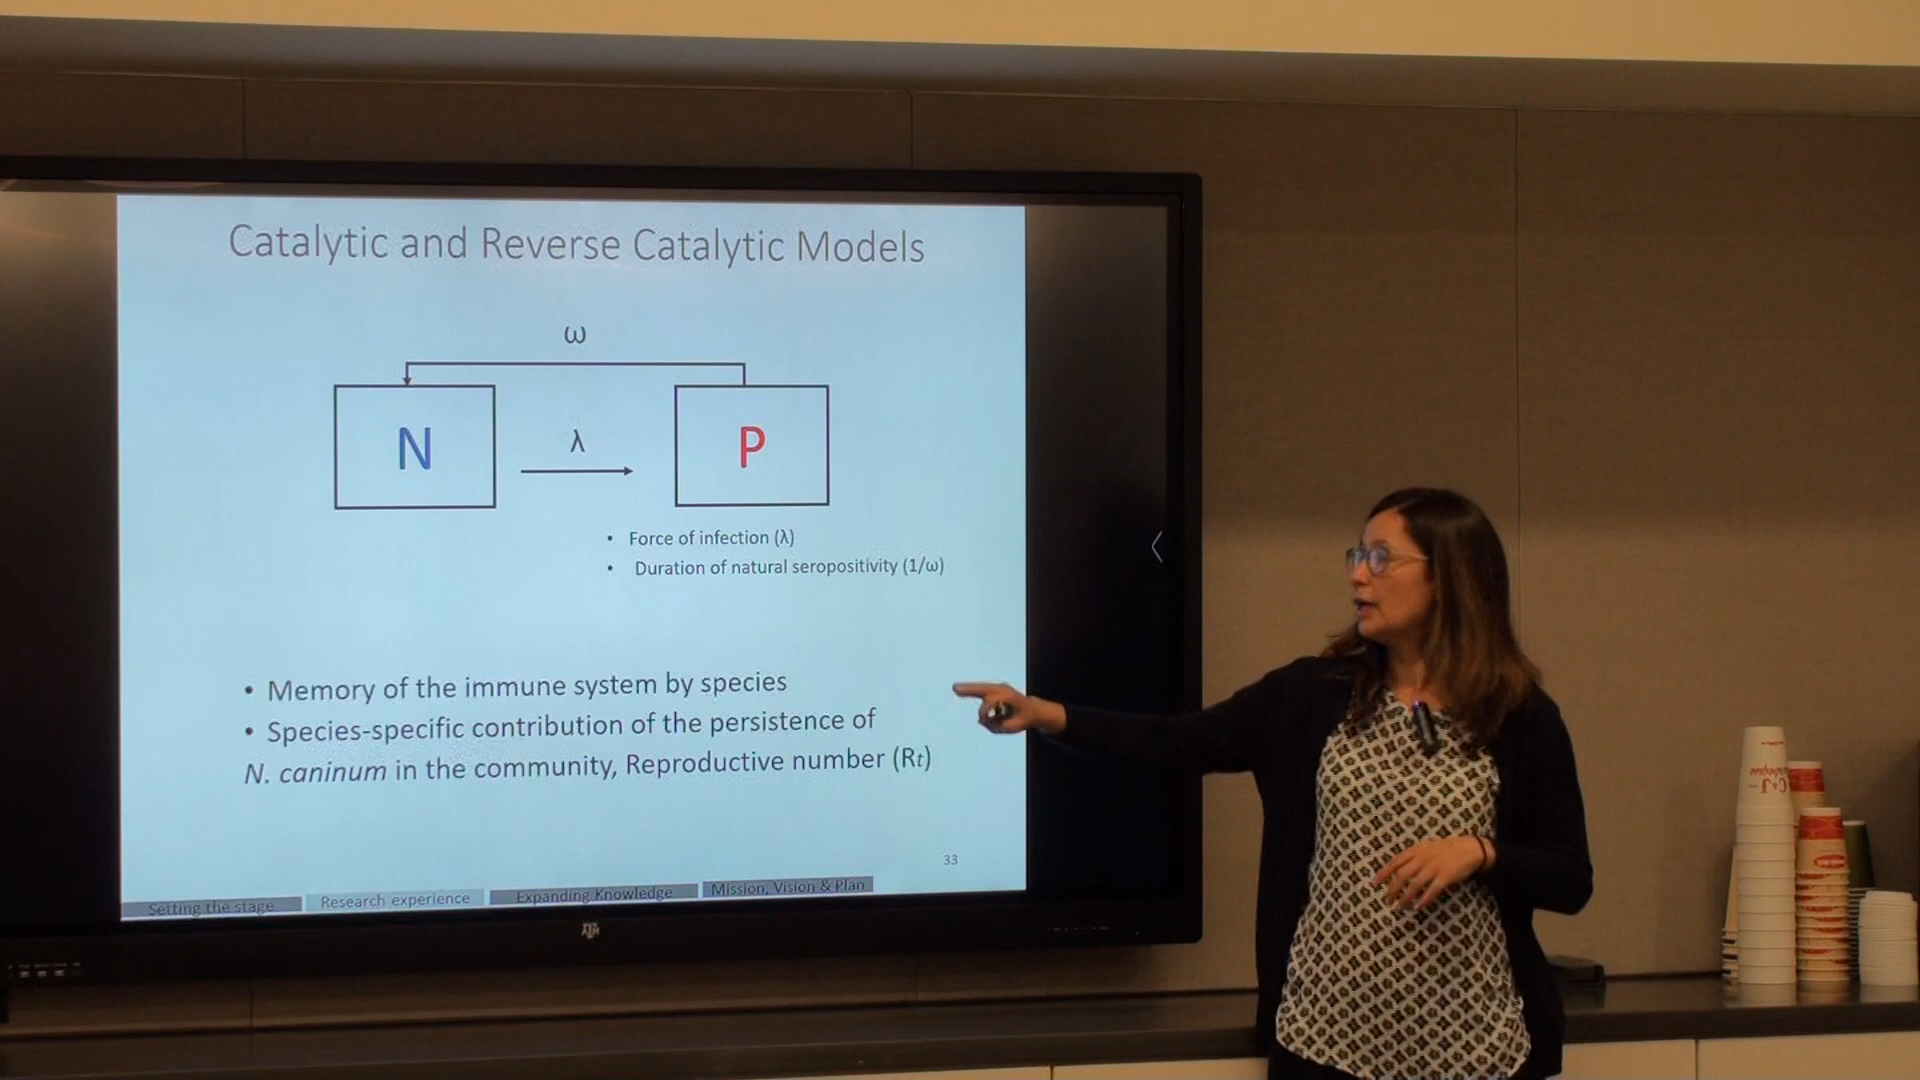 Catalytic and Reverse Catalytic Models
ω
N
λ
P
• Force of infection (λ)
• Duration of natural seropositivity (1/ω)
• Memory of the immune system by species
• Species-specific contribution of the persistence of
N. caninum in the community, Reproductive number (Rt)
33
Setting the stage
Research experience
Expanding Knowledge
Mission, Vision & Plan
ATM